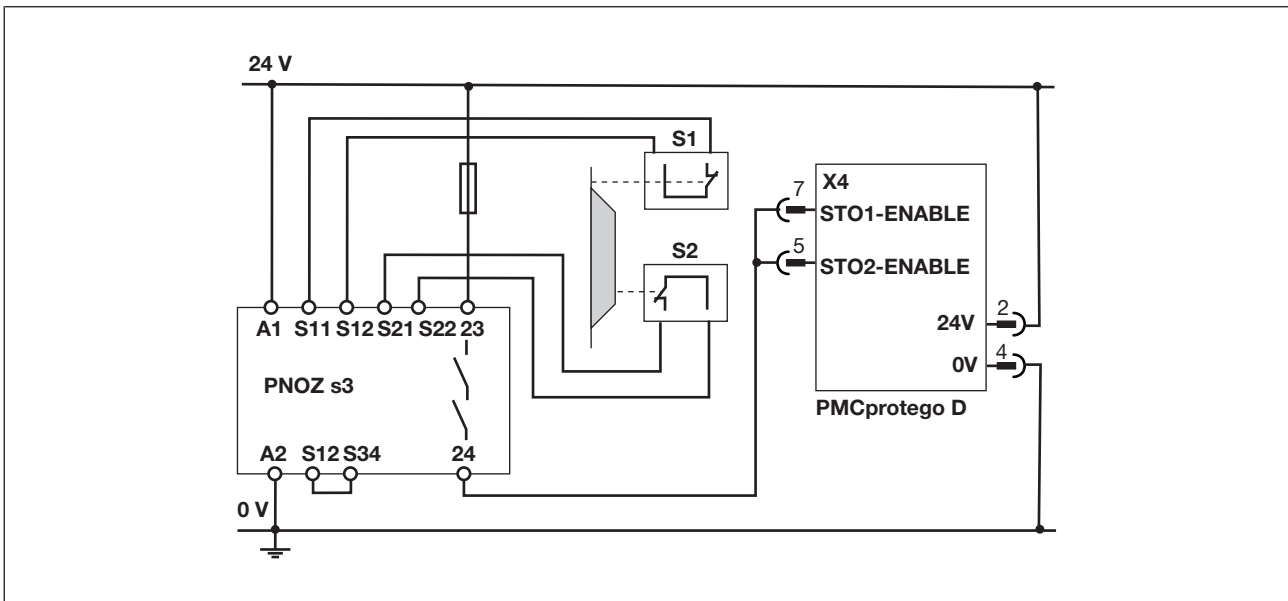 24 V
S1
X4
7
STO1-ENABLE
S2
5
STO2-ENABLE
2
24V
A1 S11 S12 S21 S22 23
4
0V
PNOZ s3
PMCprotego D
A2 S12 S34 24
0 V